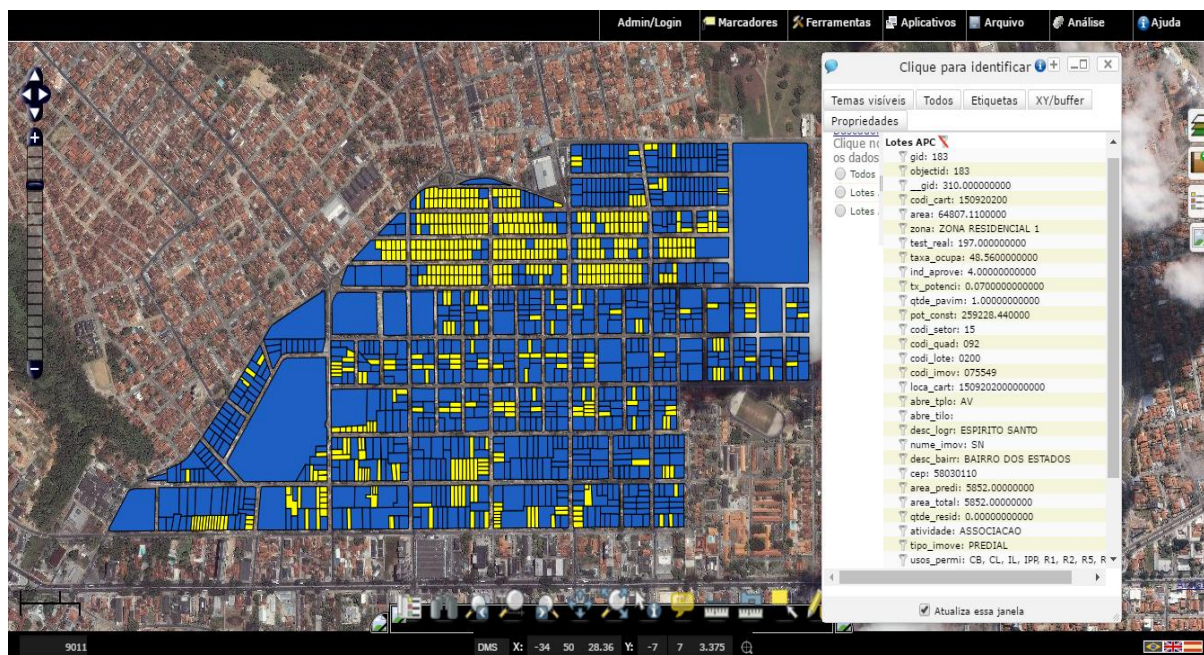 Admin/Login Marcadores Ferramentas Aplicativos Arquivo Análise Ajuda
Clique para identificar
Temas visíveis Todos Etiquetas XY/buffer
Propriedades
Clique no
os dados
Todos
Lotes
Lotes
Lotes APC
gid: 183
objectid: 183
__gid: 310.000000000
codi_cart: 150920200
area: 64807.1100000
zona: ZONA RESIDENCIAL 1
test_real: 197.000000000
taxa_ocupa: 48.5600000000
ind_aprove: 4.00000000000
tx_potenci: 0.0700000000000
qtde_pavim: 1.00000000000
pot_const: 259228.440000
codi_setor: 15
codi_quad: 092
codi_lote: 0200
codi_imov: 075549
loca_cart: 1509202000000000
abre_tplo: AV
abre_tilo:
desc_logr: ESPIRITO SANTO
nume_imov: SN
desc_bairr: BAIRRO DOS ESTADOS
cep: 58030110
area_predi: 5852.00000000
area_total: 5852.00000000
qtde_resid: 0.00000000000
atividade: ASSOCIACAO
tipo_imove: PREDIAL
usos_permi: CB, CL, IL, IPP, R1, R2, R5, R
Atualiza essa janela
9011 DMS X: -34 50 28.36 Y: -7 7 3.375